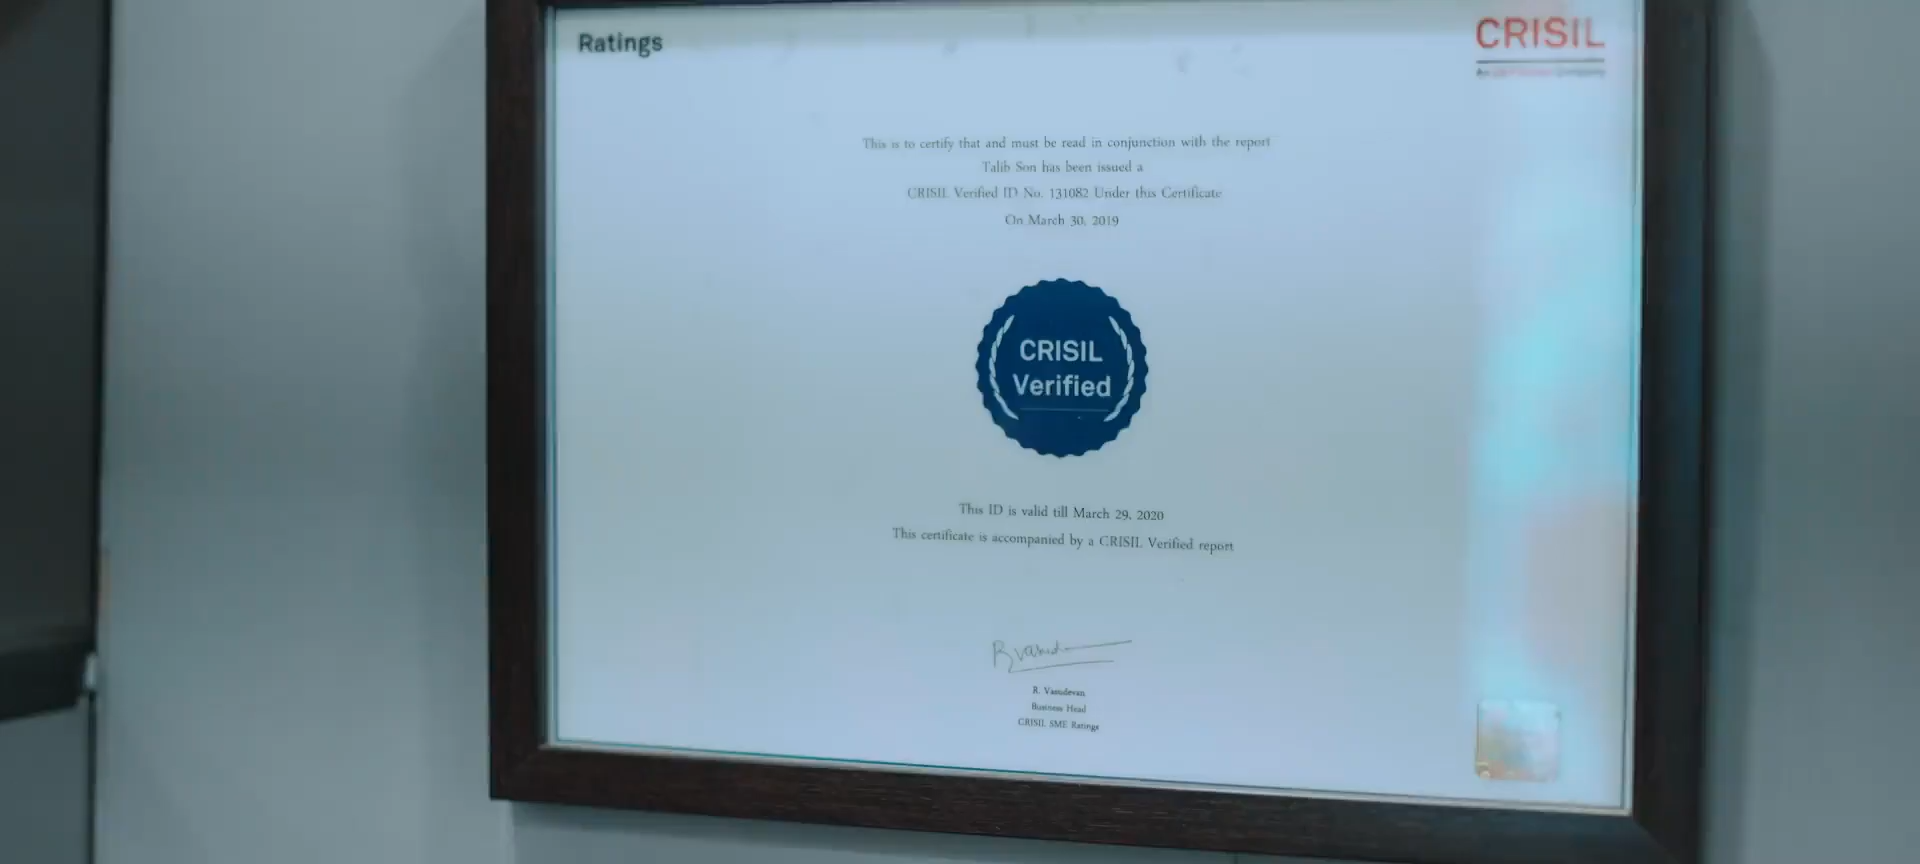 Ratings
CRISIL
An S&P Global Company
This is to certify that and must be read in conjunction with the report
Talib Son has been issued a
CRISIL Verified ID No. 131082 Under this Certificate
On March 30, 2019
CRISIL
Verified
This ID is valid till March 29, 2020
This certificate is accompanied by a CRISIL Verified report
R. Vasudevan
Business Head
CRISIL SME Ratings